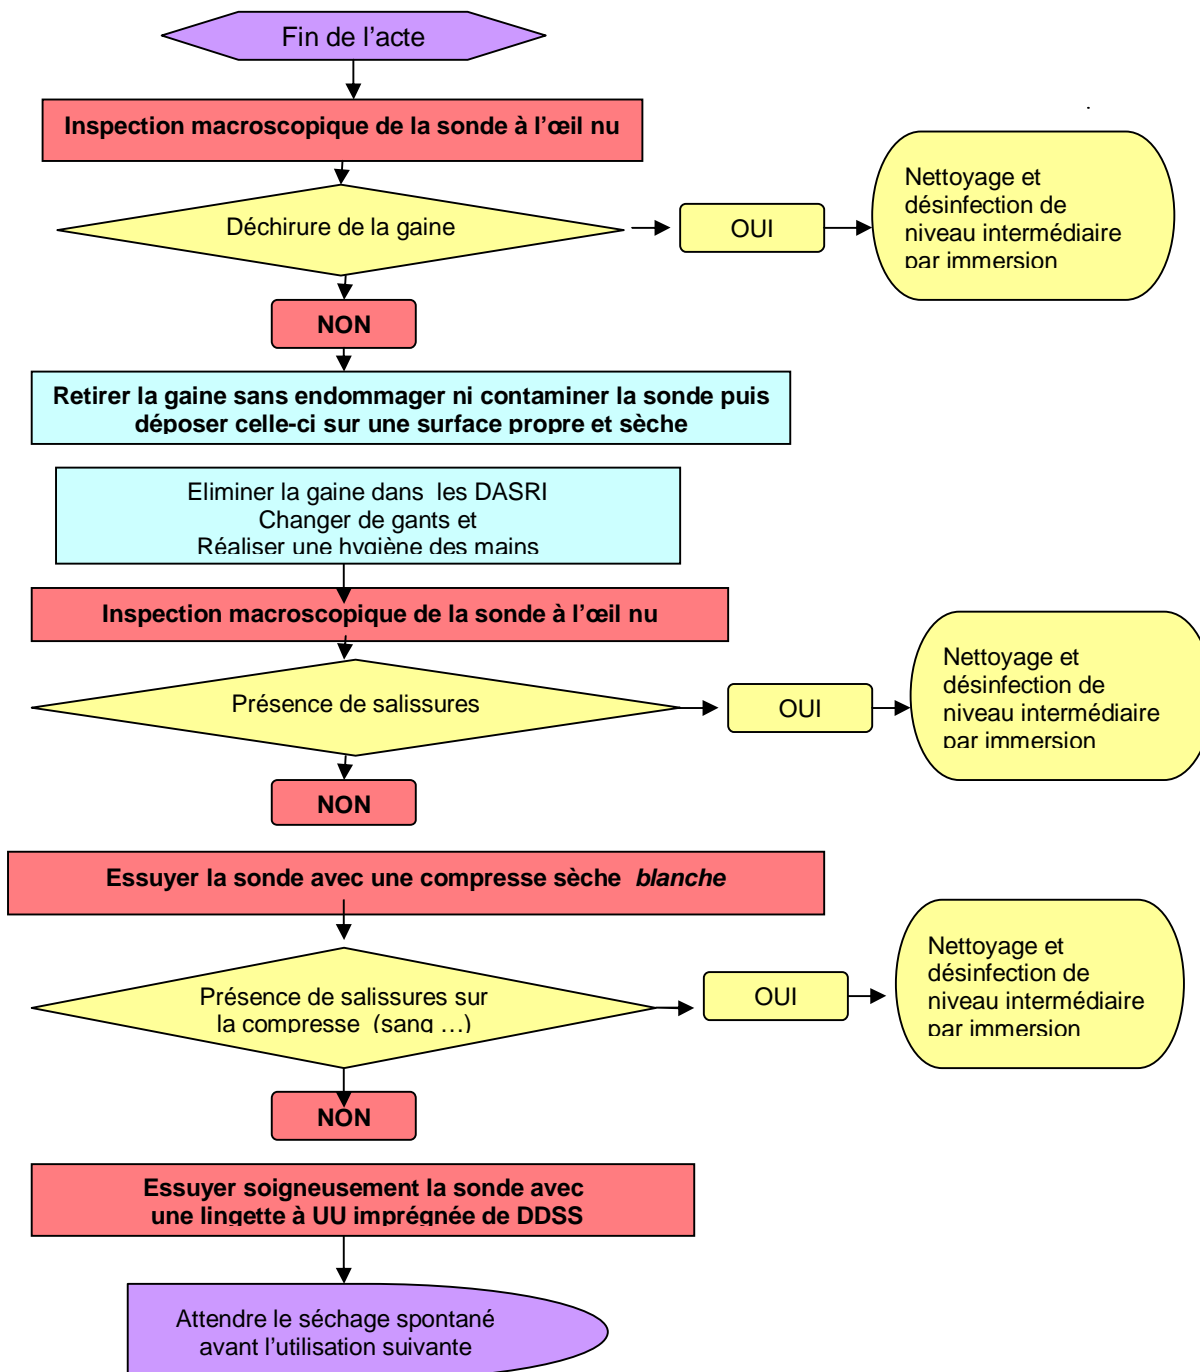 Fin de l’acte
Inspection macroscopique de la sonde à l’œil nu
Déchirure de la gaine
OUI
Nettoyage et
désinfection de
niveau intermédiaire
par immersion
NON
Retirer la gaine sans endommager ni contaminer la sonde puis
déposer celle-ci sur une surface propre et sèche
Eliminer la gaine dans les DASRI
Changer de gants et
Réaliser une hygiène des mains
Inspection macroscopique de la sonde à l’œil nu
Présence de salissures
OUI
Nettoyage et
désinfection de
niveau intermédiaire
par immersion
NON
Essuyer la sonde avec une compresse sèche blanche
Présence de salissures sur
la compresse (sang …)
OUI
Nettoyage et
désinfection de
niveau intermédiaire
par immersion
NON
Essuyer soigneusement la sonde avec
une lingette à UU imprégnée de DDSS
Attendre le séchage spontané
avant l’utilisation suivante